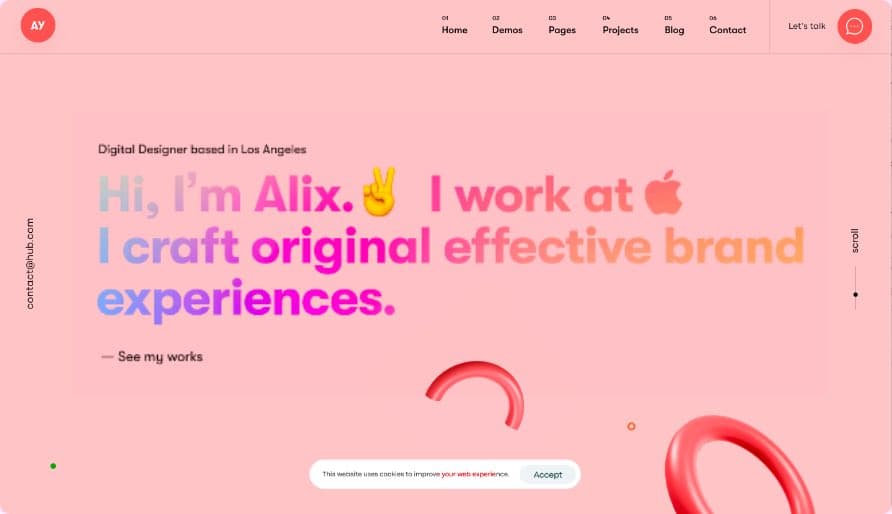 AY
01
Home
02
Demos
03
Pages
04
Projects
05
Blog
06
Contact
Let's talk
Digital Designer based in Los Angeles
Hi, I'm Alix.✌️ I work at 
I craft original effective brand
experiences.
— See my works
contact@hub.com
scroll
This website uses cookies to improve your web experience.
Accept